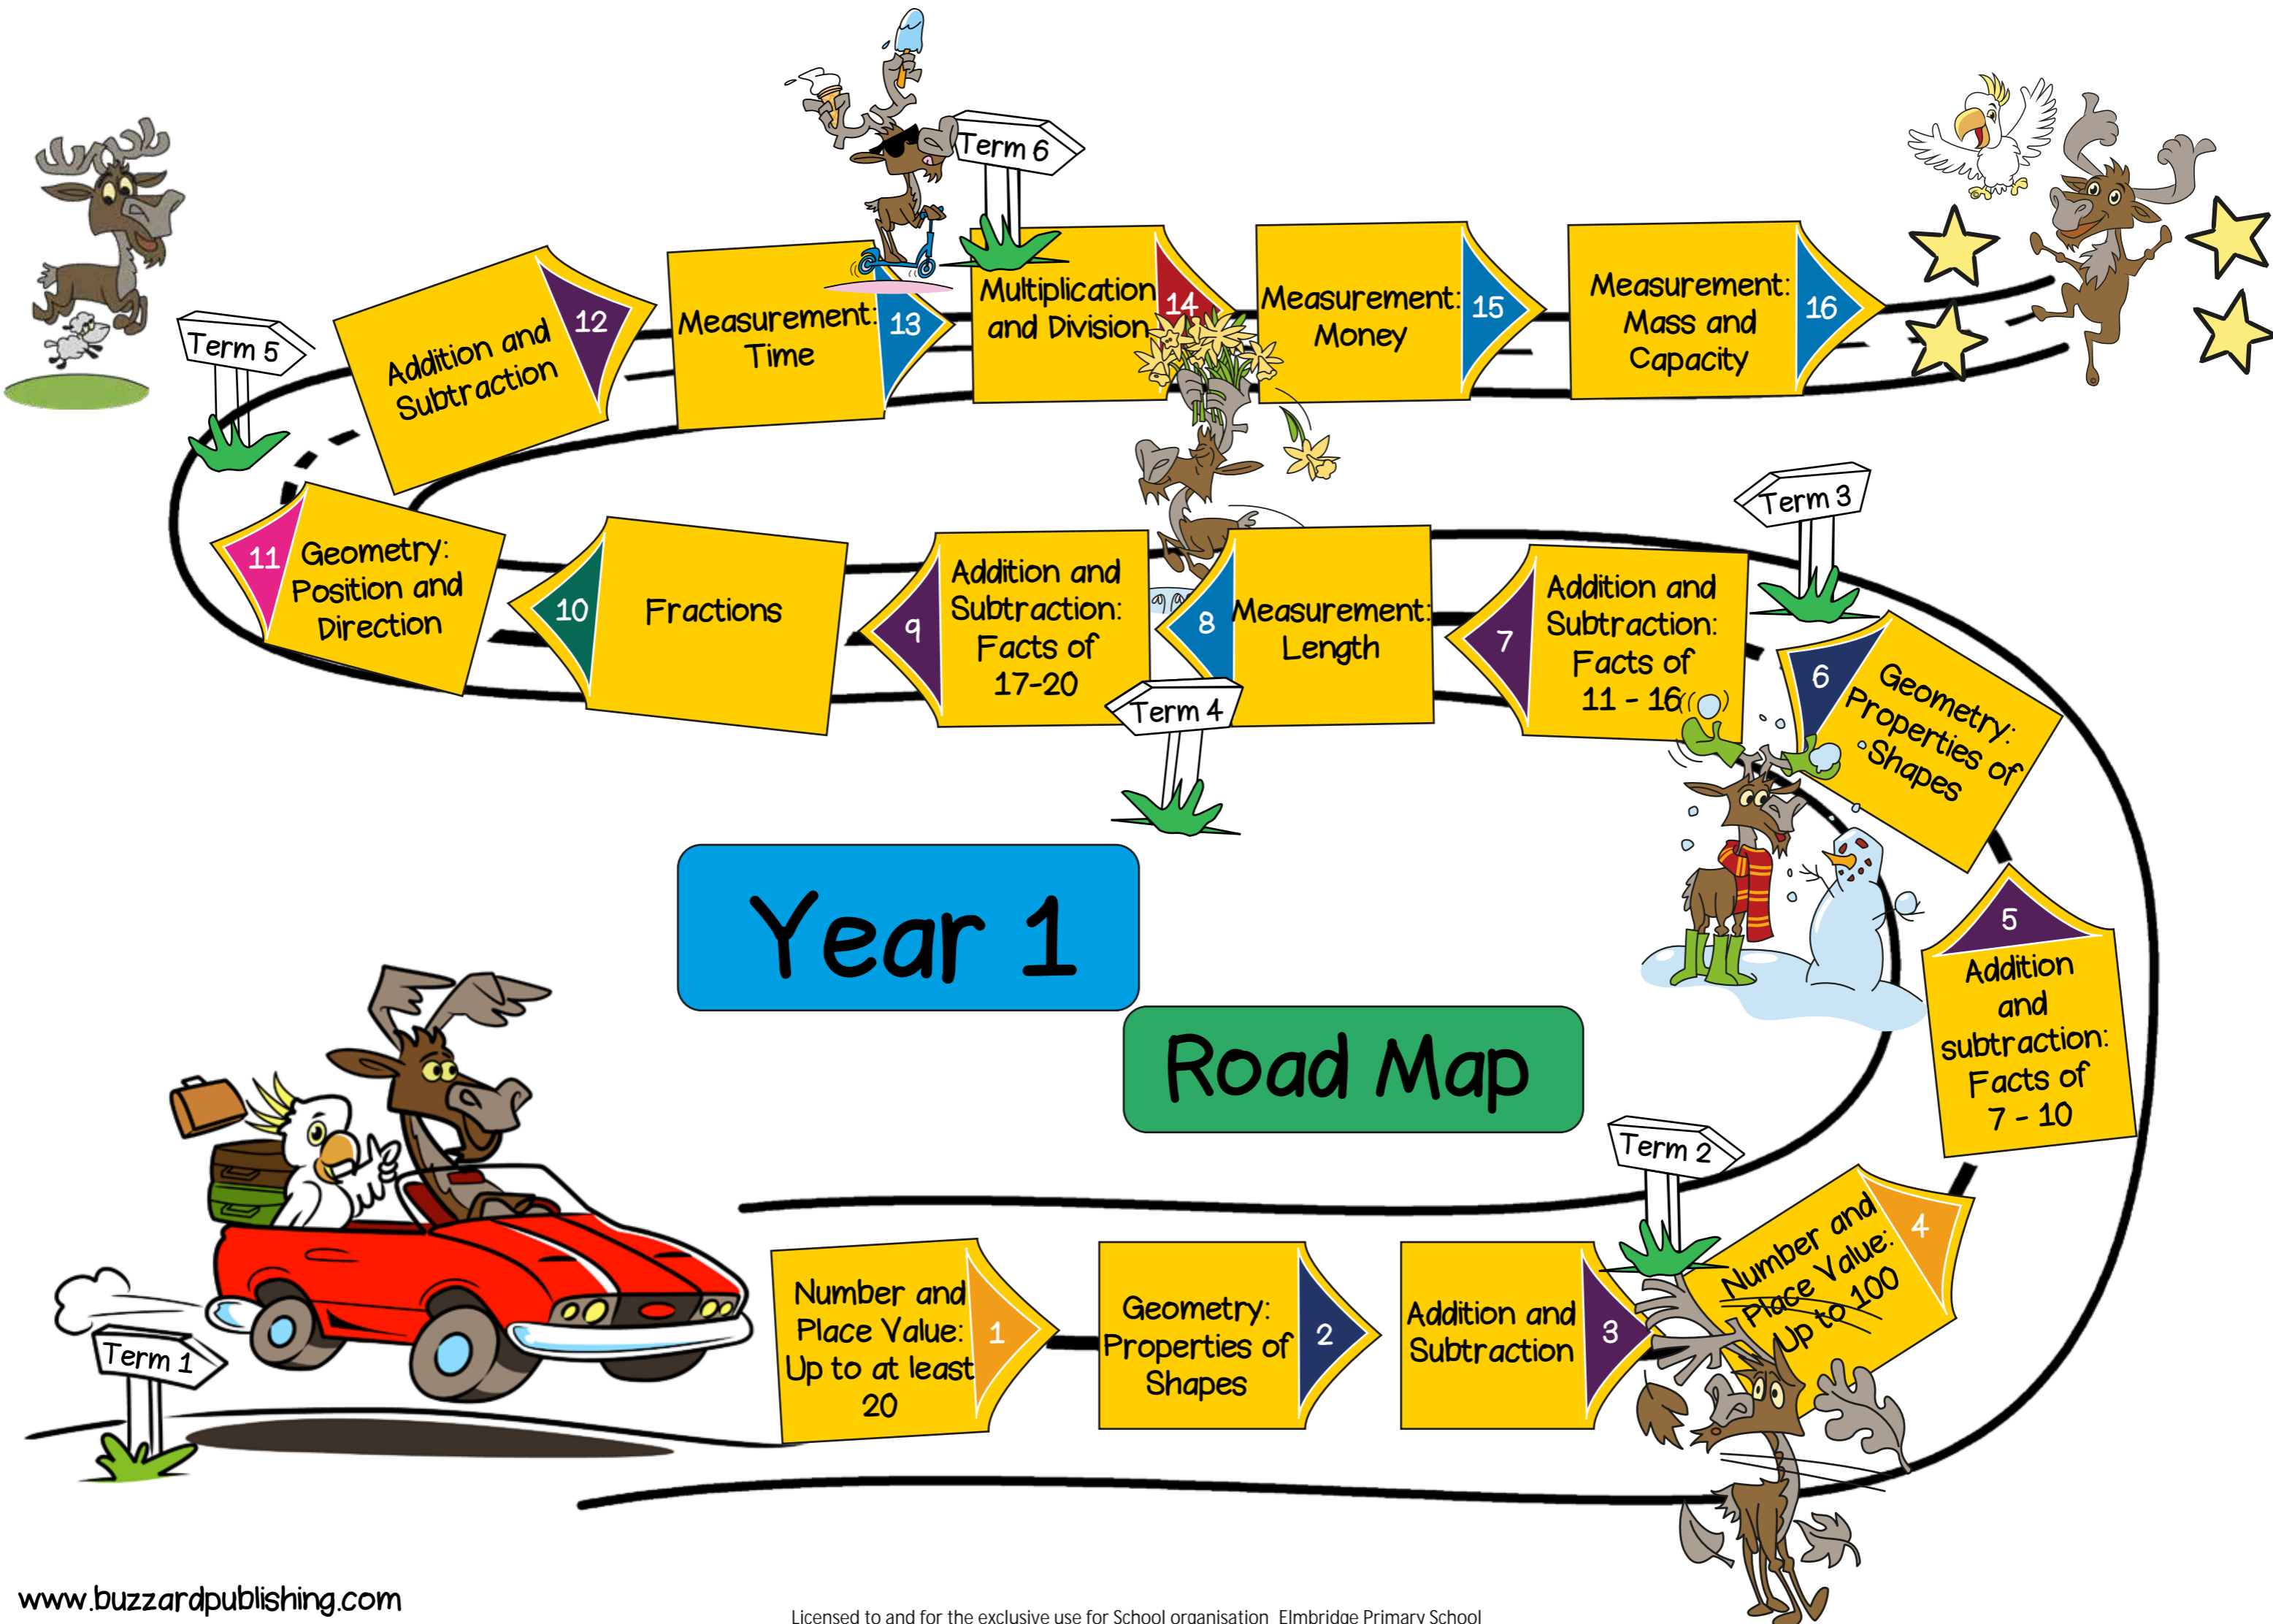 Year 1
Road Map
Term 1
Number and
Place Value:
Up to at least
20
1
Geometry:
Properties of
Shapes
2
Addition and
Subtraction
3
Term 2
Number and
Place Value:
Up to 100
4
5
Addition
and
subtraction:
Facts of
7 - 10
6
Geometry:
Properties of
Shapes
Term 3
7
Addition and
Subtraction:
Facts of
11 - 16
8
Measurement:
Length
Term 4
9
Addition and
Subtraction:
Facts of
17-20
10
Fractions
11
Geometry:
Position and
Direction
Term 5
Addition and
Subtraction
12
Measurement:
Time
13
Term 6
Multiplication
and Division
14
Measurement:
Money
15
Measurement:
Mass and
Capacity
16
www.buzzardpublishing.com
Licensed to and for the exclusive use for School organisation Elmbridge Primary School